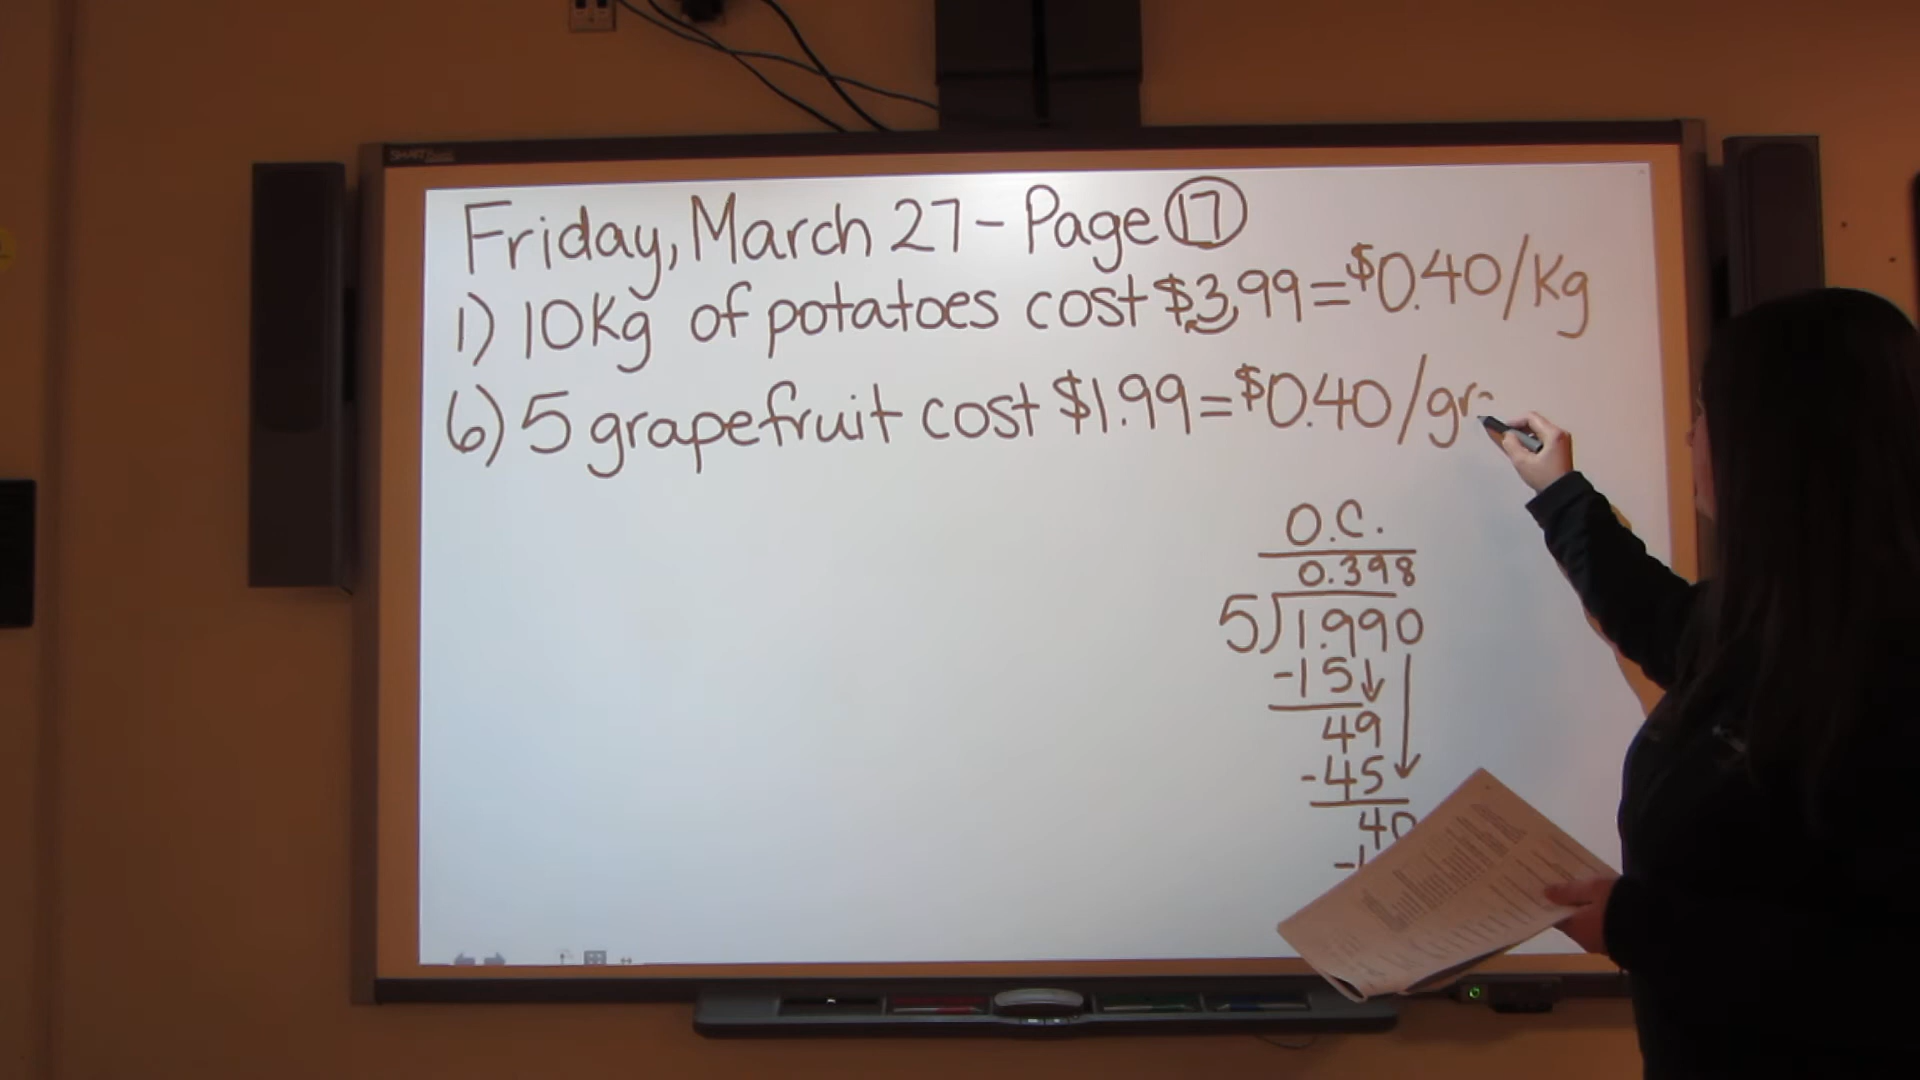 Friday, March 27 - Page 17
1) 10Kg of potatoes cost $3.99 = $0.40/Kg
6) 5 grapefruit cost $1.99 = $0.40/gr
O.C.
0.398
5)1.990
-15
49
-45
40